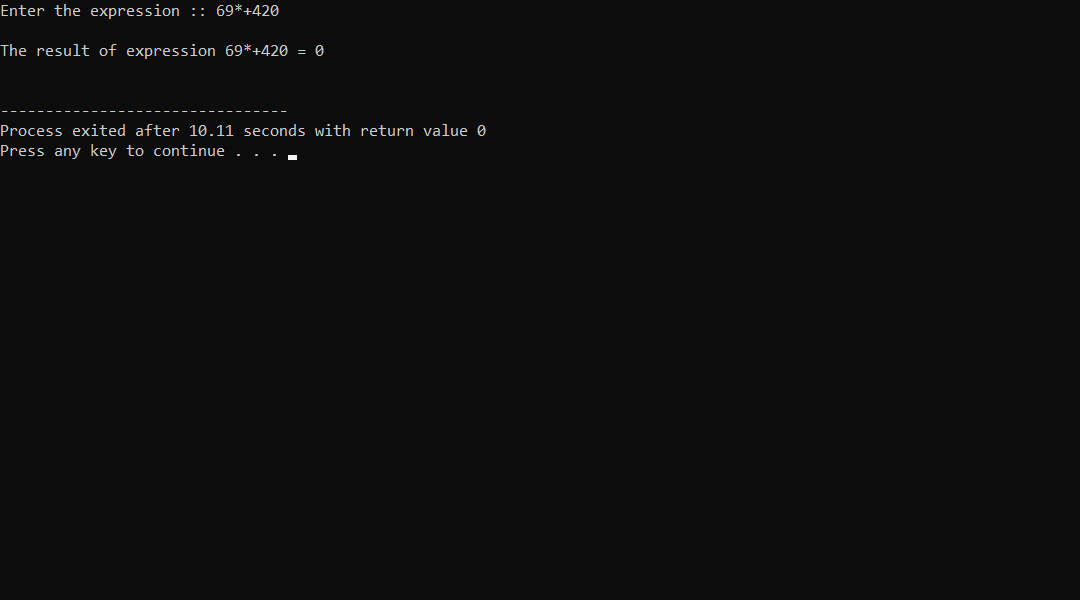 Enter the expression :: 69*+420
The result of expression 69*+420 = 0
--------------------------------
Process exited after 10.11 seconds with return value 0
Press any key to continue . . .